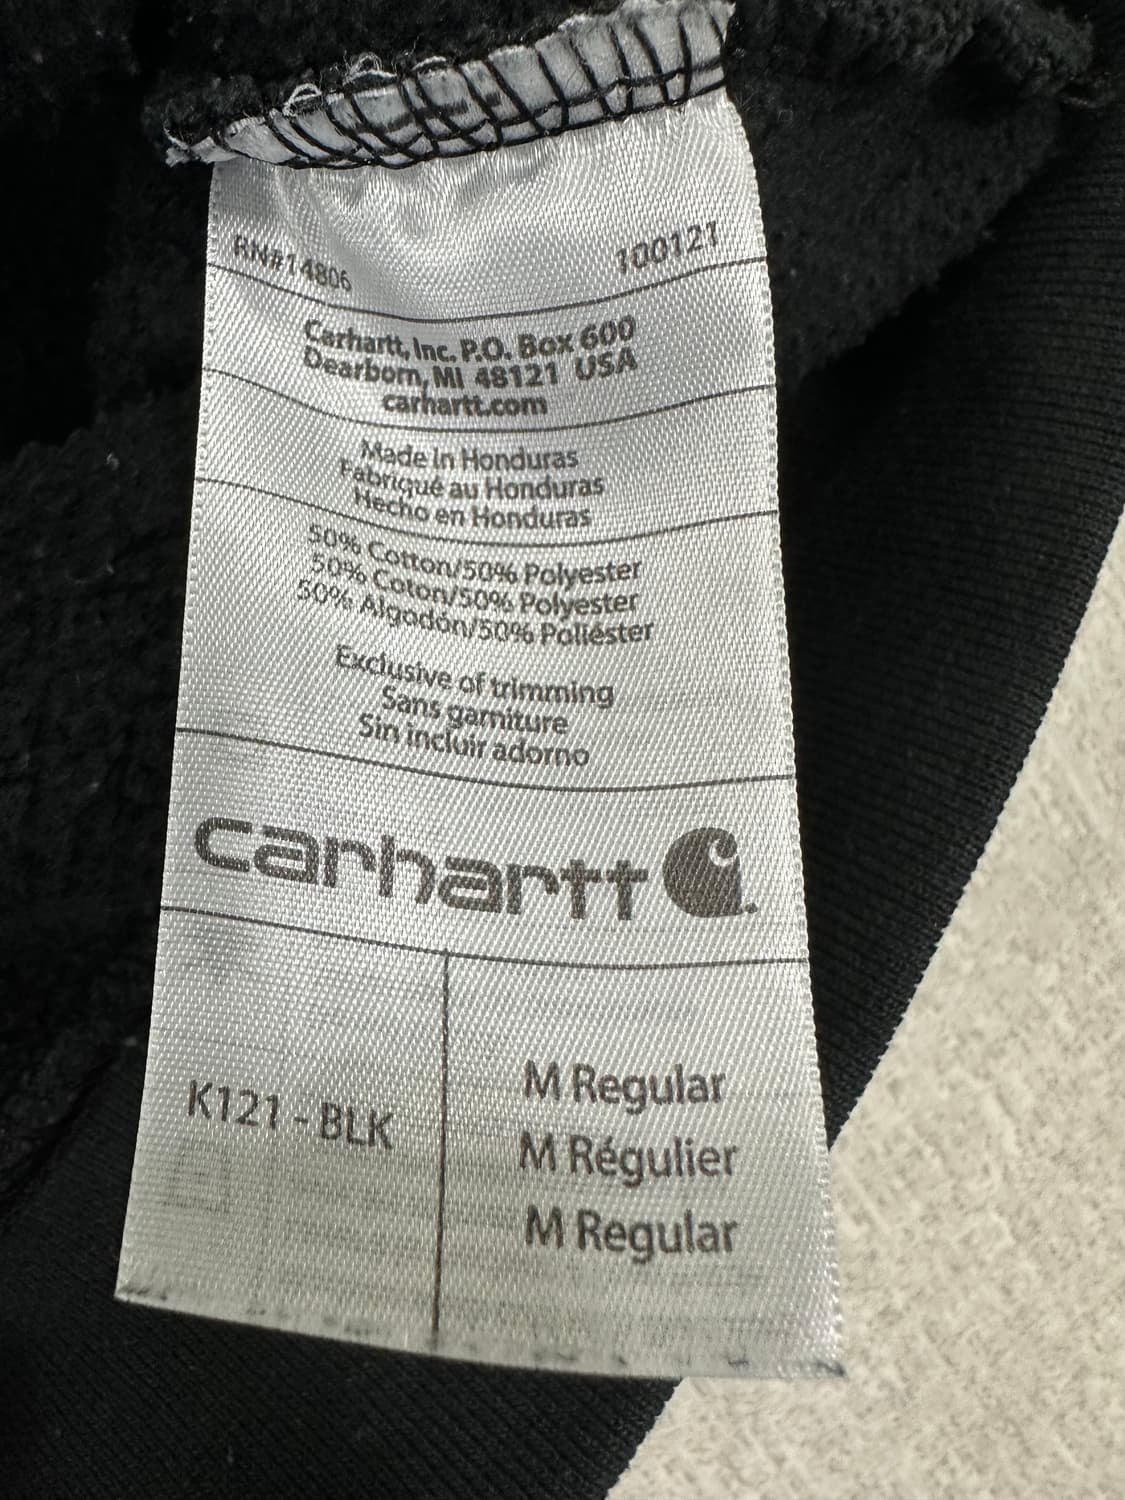 RN#14806 100121
Carhartt, Inc. P.O. Box 600
Dearborn, MI 48121 USA
carhartt.com
Made in Honduras
Fabriqué au Honduras
Hecho en Honduras
50% Cotton/50% Polyester
50% Coton/50% Polyester
50% Algodón/50% Poliéster
Exclusive of trimming
Sans garniture
Sin incluir adorno
carhartt
K121 - BLK
M Regular
M Régulier
M Regular